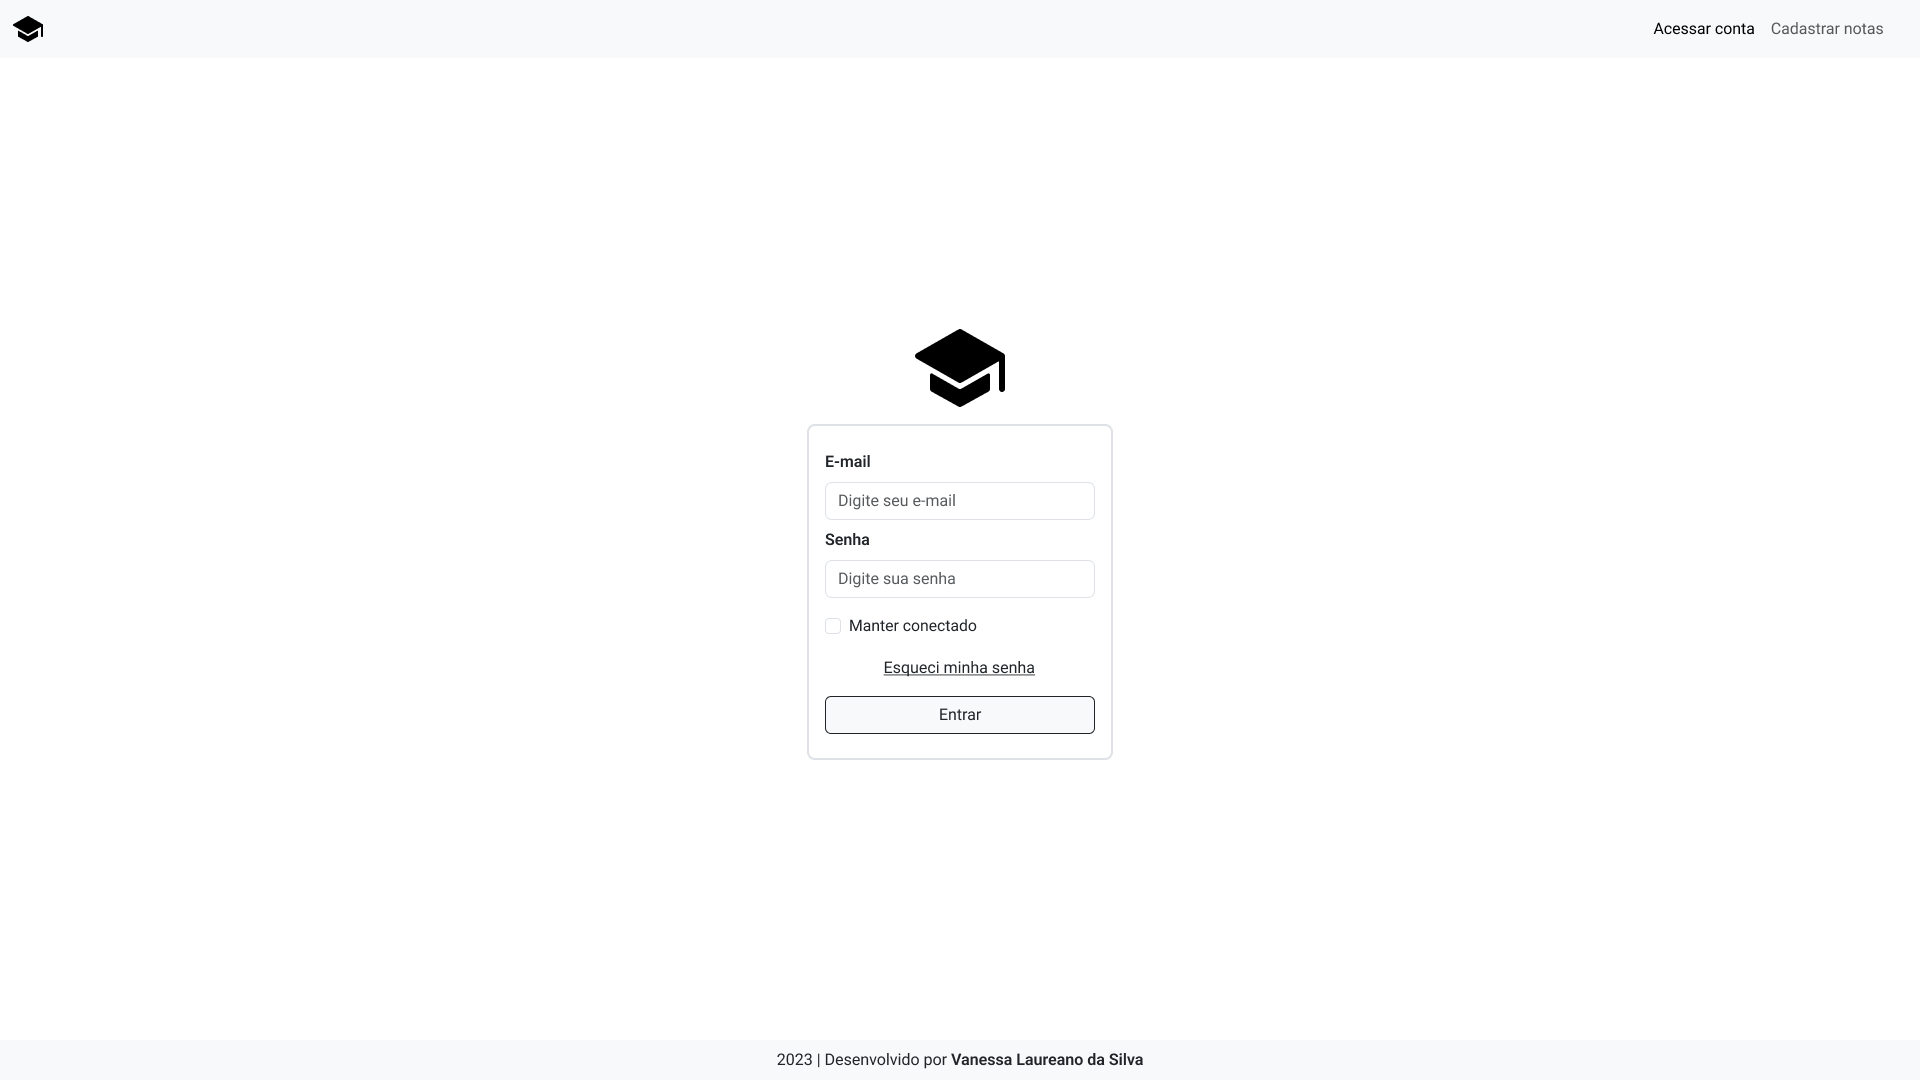 Acessar conta Cadastrar notas
E-mail
Digite seu e-mail
Senha
Digite sua senha
Manter conectado
Esqueci minha senha
Entrar
2023 | Desenvolvido por Vanessa Laureano da Silva